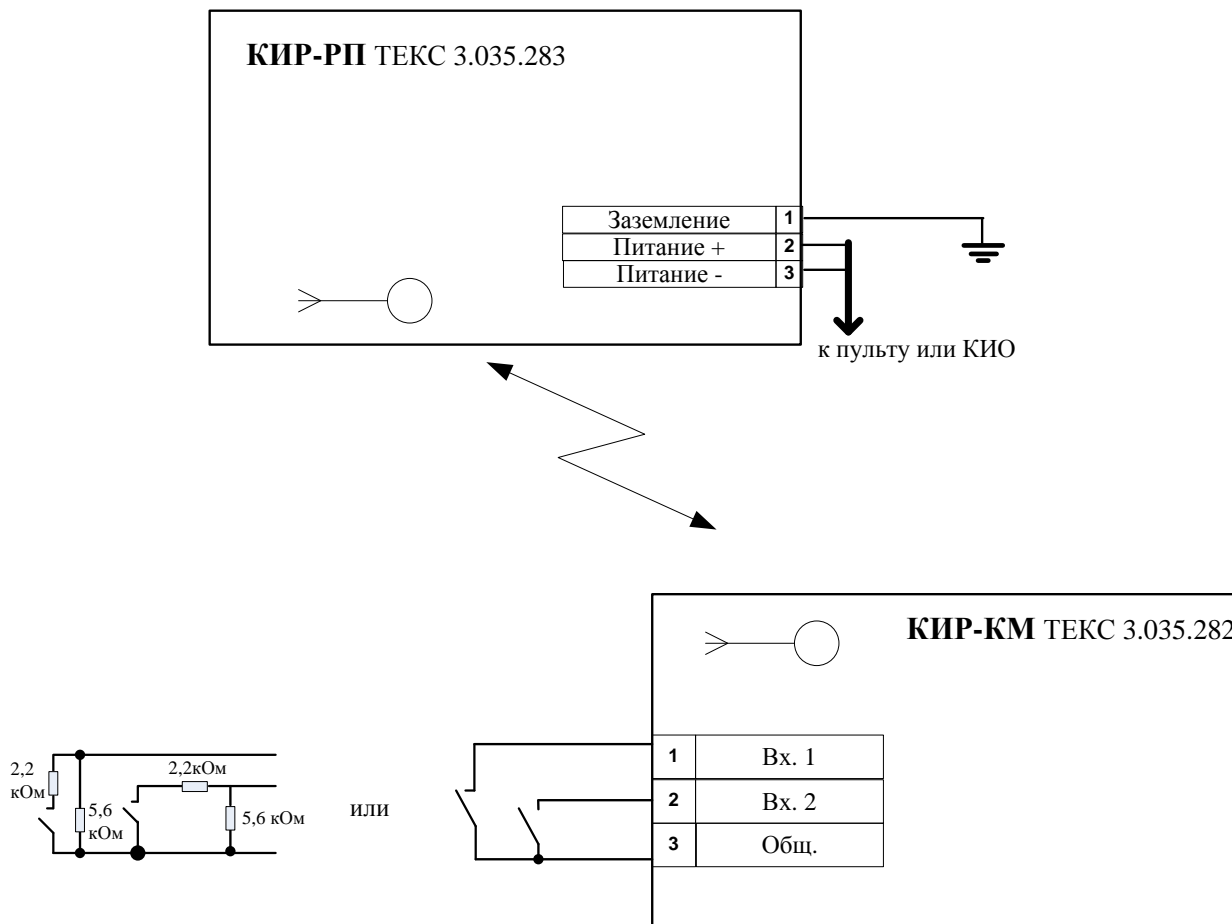 КИР-РП ТЕКС 3.035.283
Заземление 1
Питание + 2
Питание - 3
к пульту или КИО
КИР-КМ ТЕКС 3.035.282
2,2
кОм
5,6
кОм
2,2кОм
5,6 кОм
или
1 Вх. 1
2 Вх. 2
3 Общ.